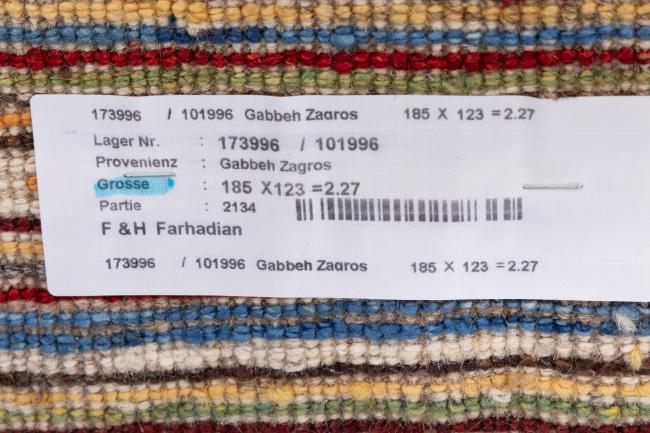 173996 / 101996 Gabbeh Zagros 185 X 123 =2.27
Lager Nr. : 173996 / 101996
Provenienz : Gabbeh Zagros
Grosse : 185 X123 =2.27
Partie : 2134
F &H Farhadian
173996 / 101996 Gabbeh Zagros 185 X 123 =2.27